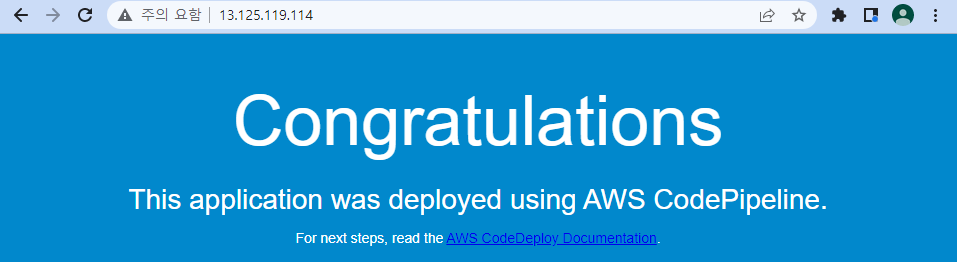 주의 요함 13.125.119.114
Congratulations
This application was deployed using AWS CodePipeline.
For next steps, read the AWS CodeDeploy Documentation.